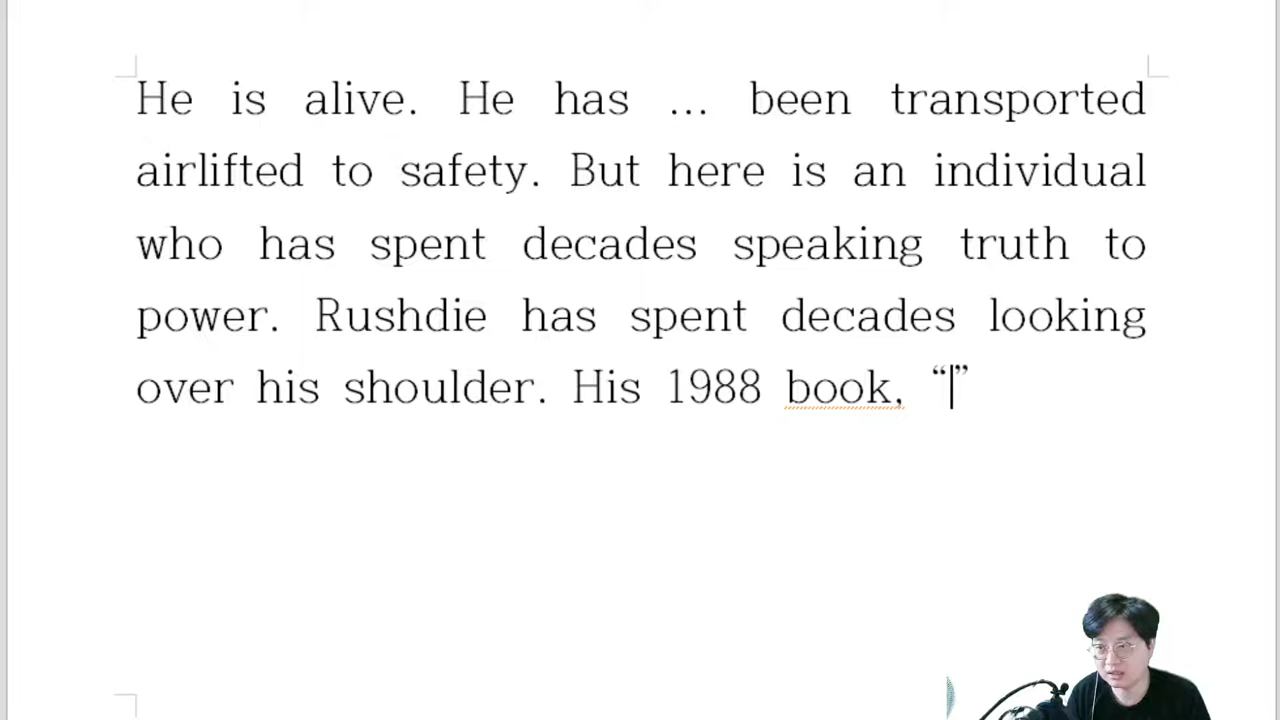 He is alive. He has ... been transported
airlifted to safety. But here is an individual
who has spent decades speaking truth to
power. Rushdie has spent decades looking
over his shoulder. His 1988 book, “”